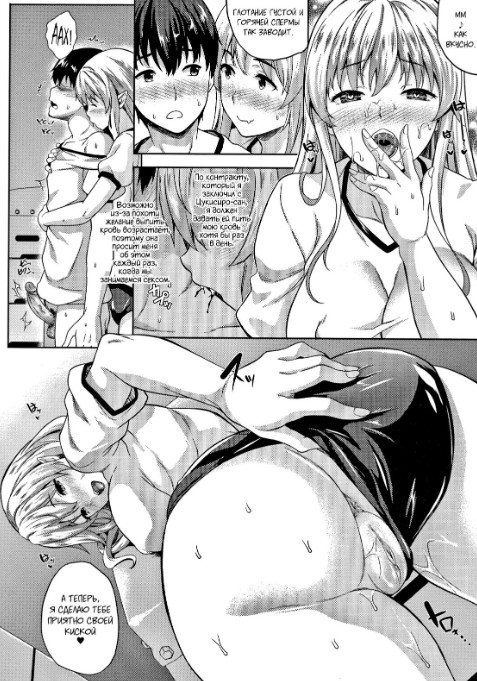 ААХ!
ГЛОТАНИЕ ГУСТОЙ И
ГОРЯЧЕЙ СПЕРМЫ
ТАК ЗАВОДИТ.
ММ
♪
КАК
ВКУСНО.
По контракту,
который я
заключил с
Цукисиро-сан,
я должен
давать ей пить
мою кровь
хотя бы раз
в день.
Возможно
из-за похоти
желание выпить
кровь возрастает,
поэтому она
просит меня
об этом
каждый раз,
когда мы
занимаемся сексом.
А ТЕПЕРЬ,
Я СДЕЛАЮ ТЕБЕ
ПРИЯТНО СВОЕЙ
КИСКОЙ
♥